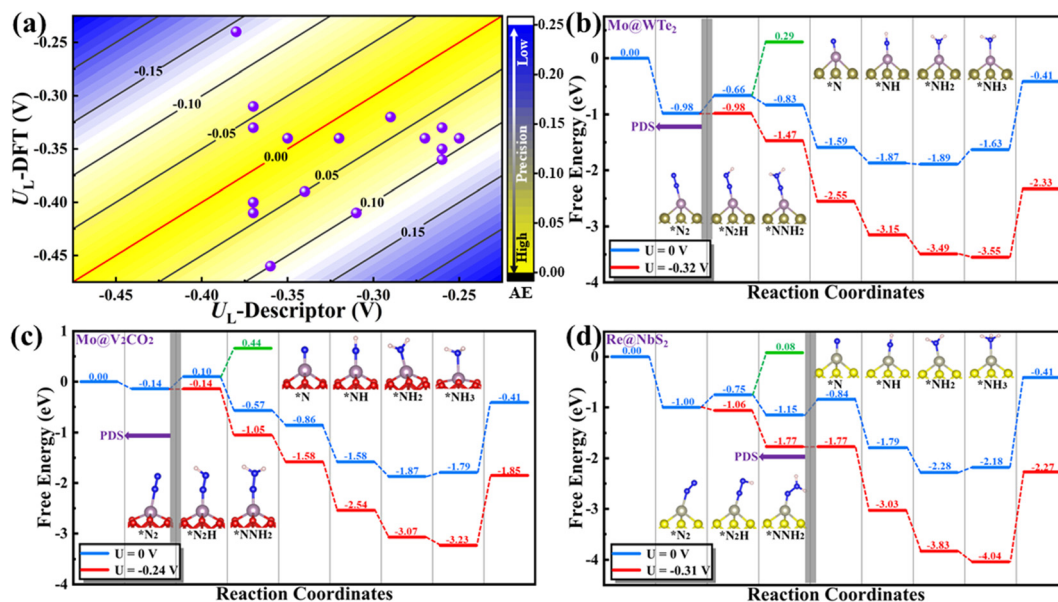 (a)
-0.25
-0.30
-0.35
-0.40
-0.45
U_L-DFT (V)
-0.15
-0.10
-0.05
0.00
0.05
0.10
0.15
-0.45
-0.40
-0.35
-0.30
-0.25
U_L-Descriptor (V)
0.25
0.20
0.15
0.10
0.05
0.00
Low
Precision
High
AE
(b)
Mo@WTe2
Free Energy (eV)
1
0
-1
-2
-3
-4
0.00
-0.98
-0.66
0.29
-0.83
-1.59
-1.87
-1.89
-1.63
-0.41
-0.98
-1.47
-2.55
-3.15
-3.49
-3.55
-2.33
PDS
*N
*NH
*NH2
*NH3
*N2
*N2H
*NNH2
U = 0 V
U = -0.32 V
Reaction Coordinates
(c)
Mo@V2CO2
Free Energy (eV)
1
0
-1
-2
-3
-4
0.00
-0.14
0.10
0.44
-0.57
-0.86
-1.58
-1.87
-1.79
-0.41
-0.14
-1.05
-1.58
-2.54
-3.07
-3.23
-1.85
PDS
*N
*NH
*NH2
*NH3
*N2
*N2H
*NNH2
U = 0 V
U = -0.24 V
Reaction Coordinates
(d)
Re@NbS2
Free Energy (eV)
0
-1
-2
-3
-4
0.00
-1.00
-0.75
0.08
-1.15
-0.84
-1.79
-2.28
-2.18
-0.41
-1.06
-1.77
-1.77
-3.03
-3.83
-4.04
-2.27
PDS
*N
*NH
*NH2
*NH3
*N2
*N2H
*NNH2
U = 0 V
U = -0.31 V
Reaction Coordinates